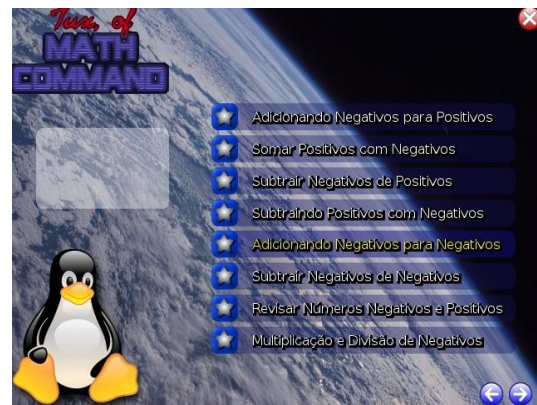 Tux, of
MATH
COMMAND
Adicionando Negativos para Positivos
Somar Positivos com Negativos
Subtrair Negativos de Positivos
Subtraindo Positivos com Negativos
Adicionando Negativos para Negativos
Subtrair Negativos de Negativos
Revisar Números Negativos e Positivos
Multiplicação e Divisão de Negativos